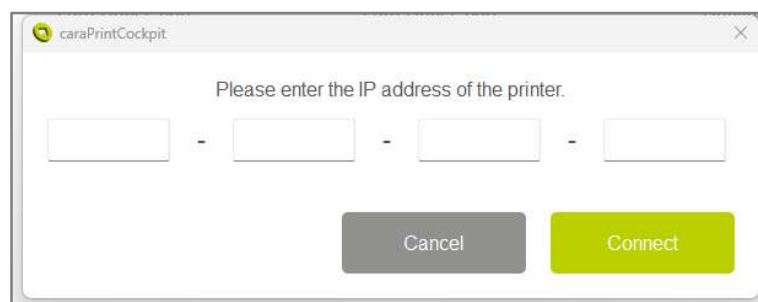 caraPrintCockpit
Please enter the IP address of the printer.
- - -
Cancel Connect